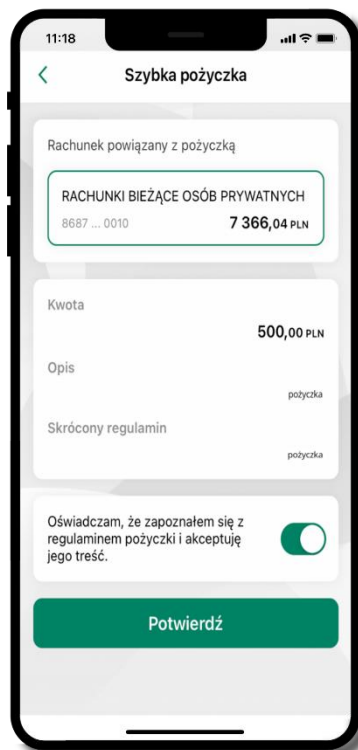 11:18
Szybka pożyczka
Rachunek powiązany z pożyczką
RACHUNKI BIEŻĄCE OSÓB PRYWATNYCH
8687 ... 0010 7 366,04 PLN
Kwota
500,00 PLN
Opis
pożyczka
Skrócony regulamin
pożyczka
Oświadczam, że zapoznałem się z
regulaminem pożyczki i akceptuję
jego treść.
Potwierdź